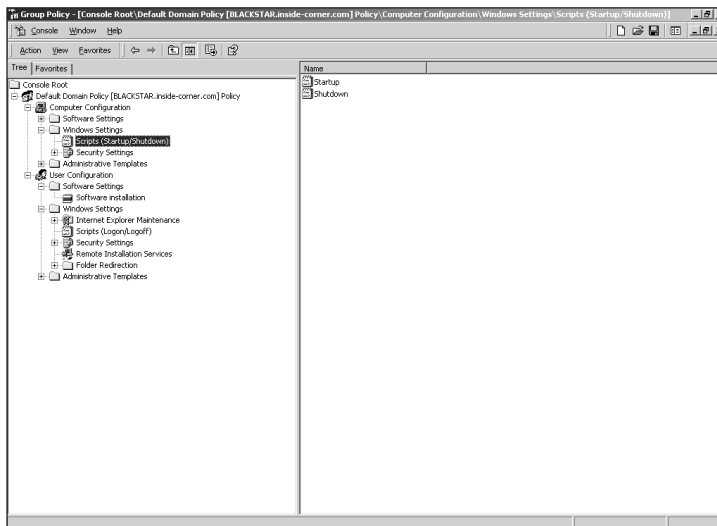 Group Policy - [Console Root\Default Domain Policy [BLACKSTAR.inside-corner.com] Policy\Computer Configuration\Windows Settings\Scripts (Startup/Shutdown)]
Console Window Help
Action View Favorites
Tree Favorites
Console Root
Default Domain Policy [BLACKSTAR.inside-corner.com] Policy
Computer Configuration
Software Settings
Windows Settings
Scripts (Startup/Shutdown)
Security Settings
Administrative Templates
User Configuration
Software Settings
Software installation
Windows Settings
Internet Explorer Maintenance
Scripts (Logon/Logoff)
Security Settings
Remote Installation Services
Folder Redirection
Administrative Templates
Name
Startup
Shutdown